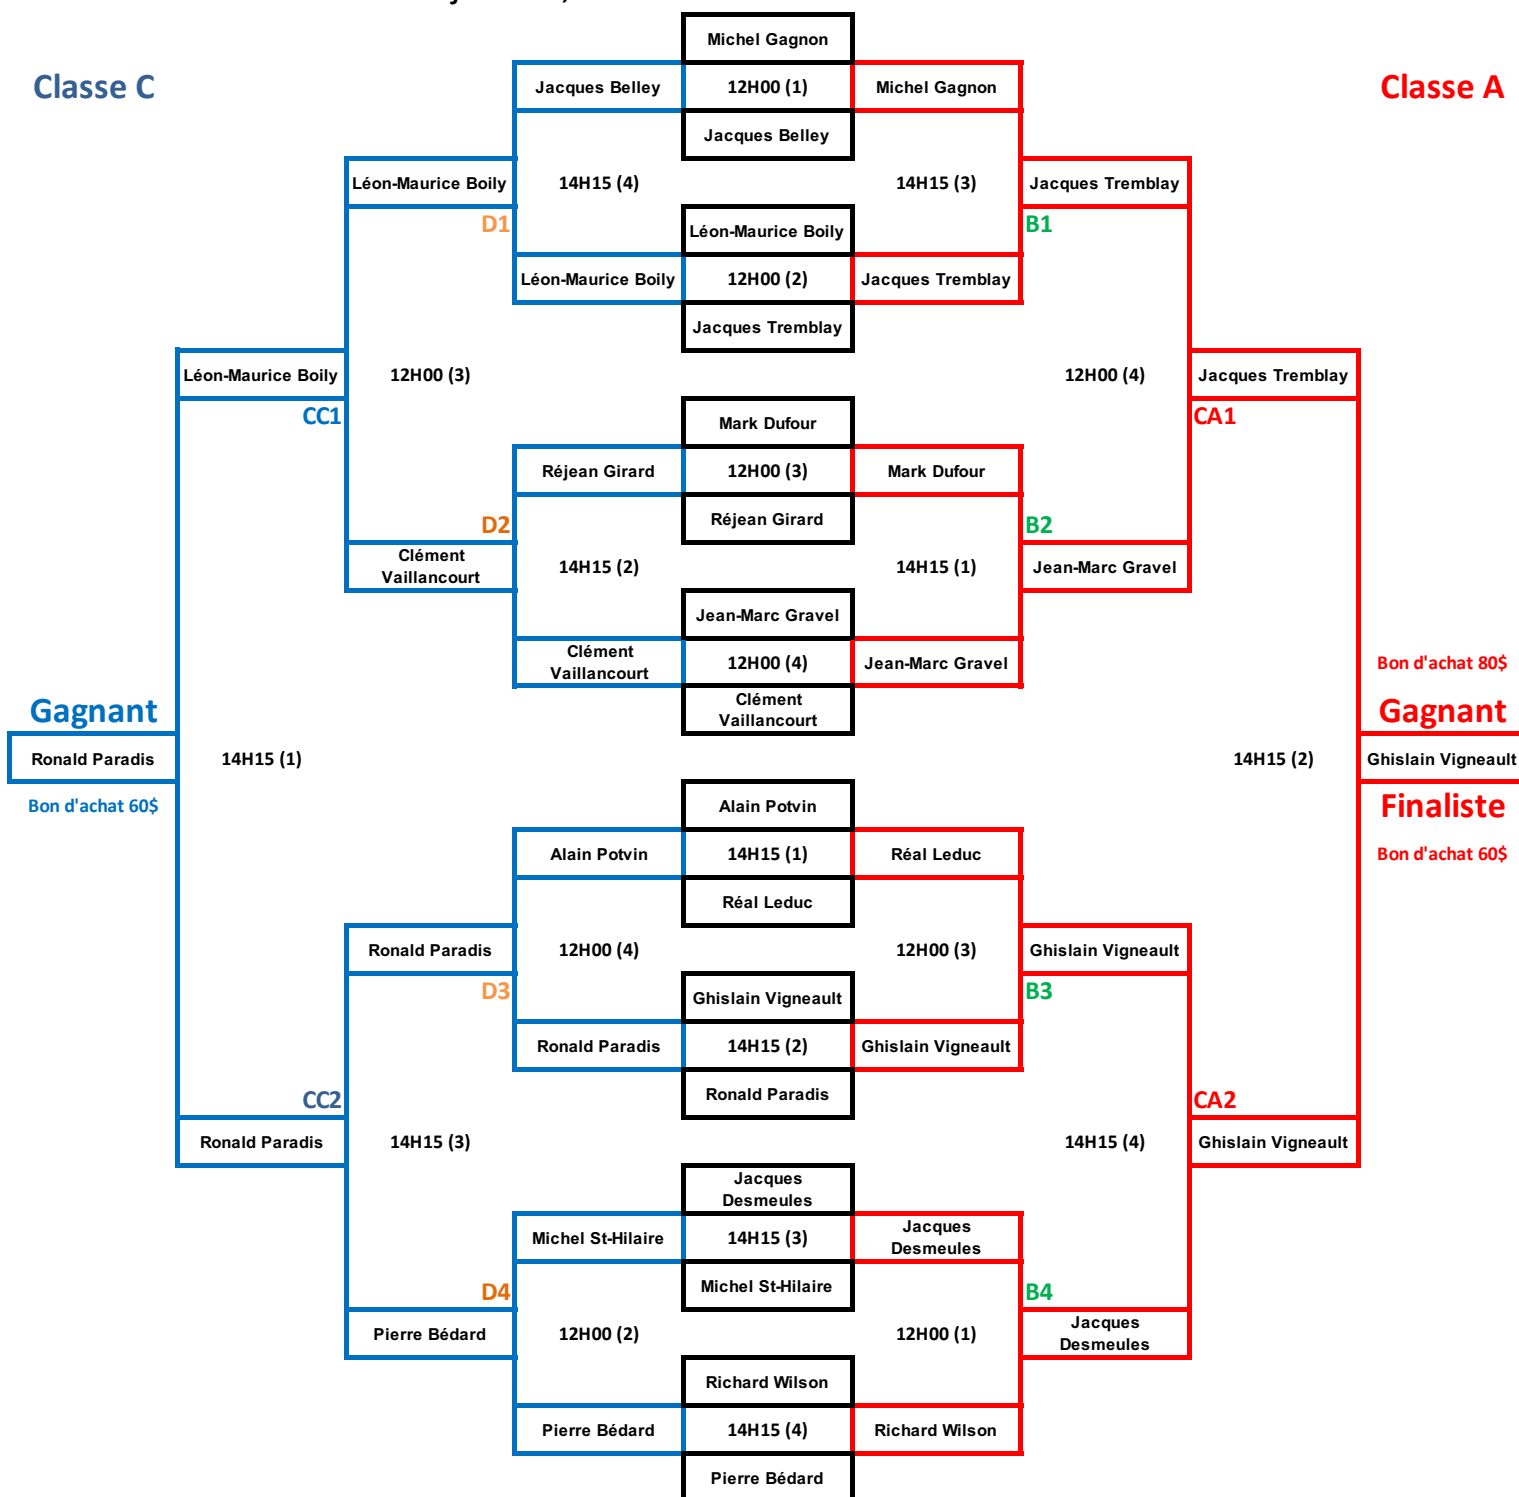 Michel Gagnon
Classe C
Jacques Belley
12H00 (1)
Michel Gagnon
Classe A
Jacques Belley
Léon-Maurice Boily
14H15 (4)
14H15 (3)
Jacques Tremblay
D1
Léon-Maurice Boily
B1
Léon-Maurice Boily
12H00 (2)
Jacques Tremblay
Jacques Tremblay
Léon-Maurice Boily
12H00 (3)
12H00 (4)
Jacques Tremblay
CC1
Mark Dufour
CA1
Réjean Girard
12H00 (3)
Mark Dufour
D2
Réjean Girard
B2
Clément
Vaillancourt
14H15 (2)
14H15 (1)
Jean-Marc Gravel
Jean-Marc Gravel
Clément
Vaillancourt
12H00 (4)
Jean-Marc Gravel
Bon d'achat 80$
Gagnant
Clément
Vaillancourt
Gagnant
Ronald Paradis
14H15 (1)
14H15 (2)
Ghislain Vigneault
Bon d'achat 60$
Alain Potvin
Finaliste
Alain Potvin
14H15 (1)
Réal Leduc
Bon d'achat 60$
Réal Leduc
Ronald Paradis
12H00 (4)
12H00 (3)
Ghislain Vigneault
D3
Ghislain Vigneault
B3
Ronald Paradis
14H15 (2)
Ghislain Vigneault
CC2
Ronald Paradis
CA2
Ronald Paradis
14H15 (3)
14H15 (4)
Ghislain Vigneault
Jacques
Desmeules
Michel St-Hilaire
14H15 (3)
Jacques
Desmeules
D4
Michel St-Hilaire
B4
Pierre Bédard
12H00 (2)
12H00 (1)
Jacques
Desmeules
Richard Wilson
Pierre Bédard
14H15 (4)
Richard Wilson
Pierre Bédard